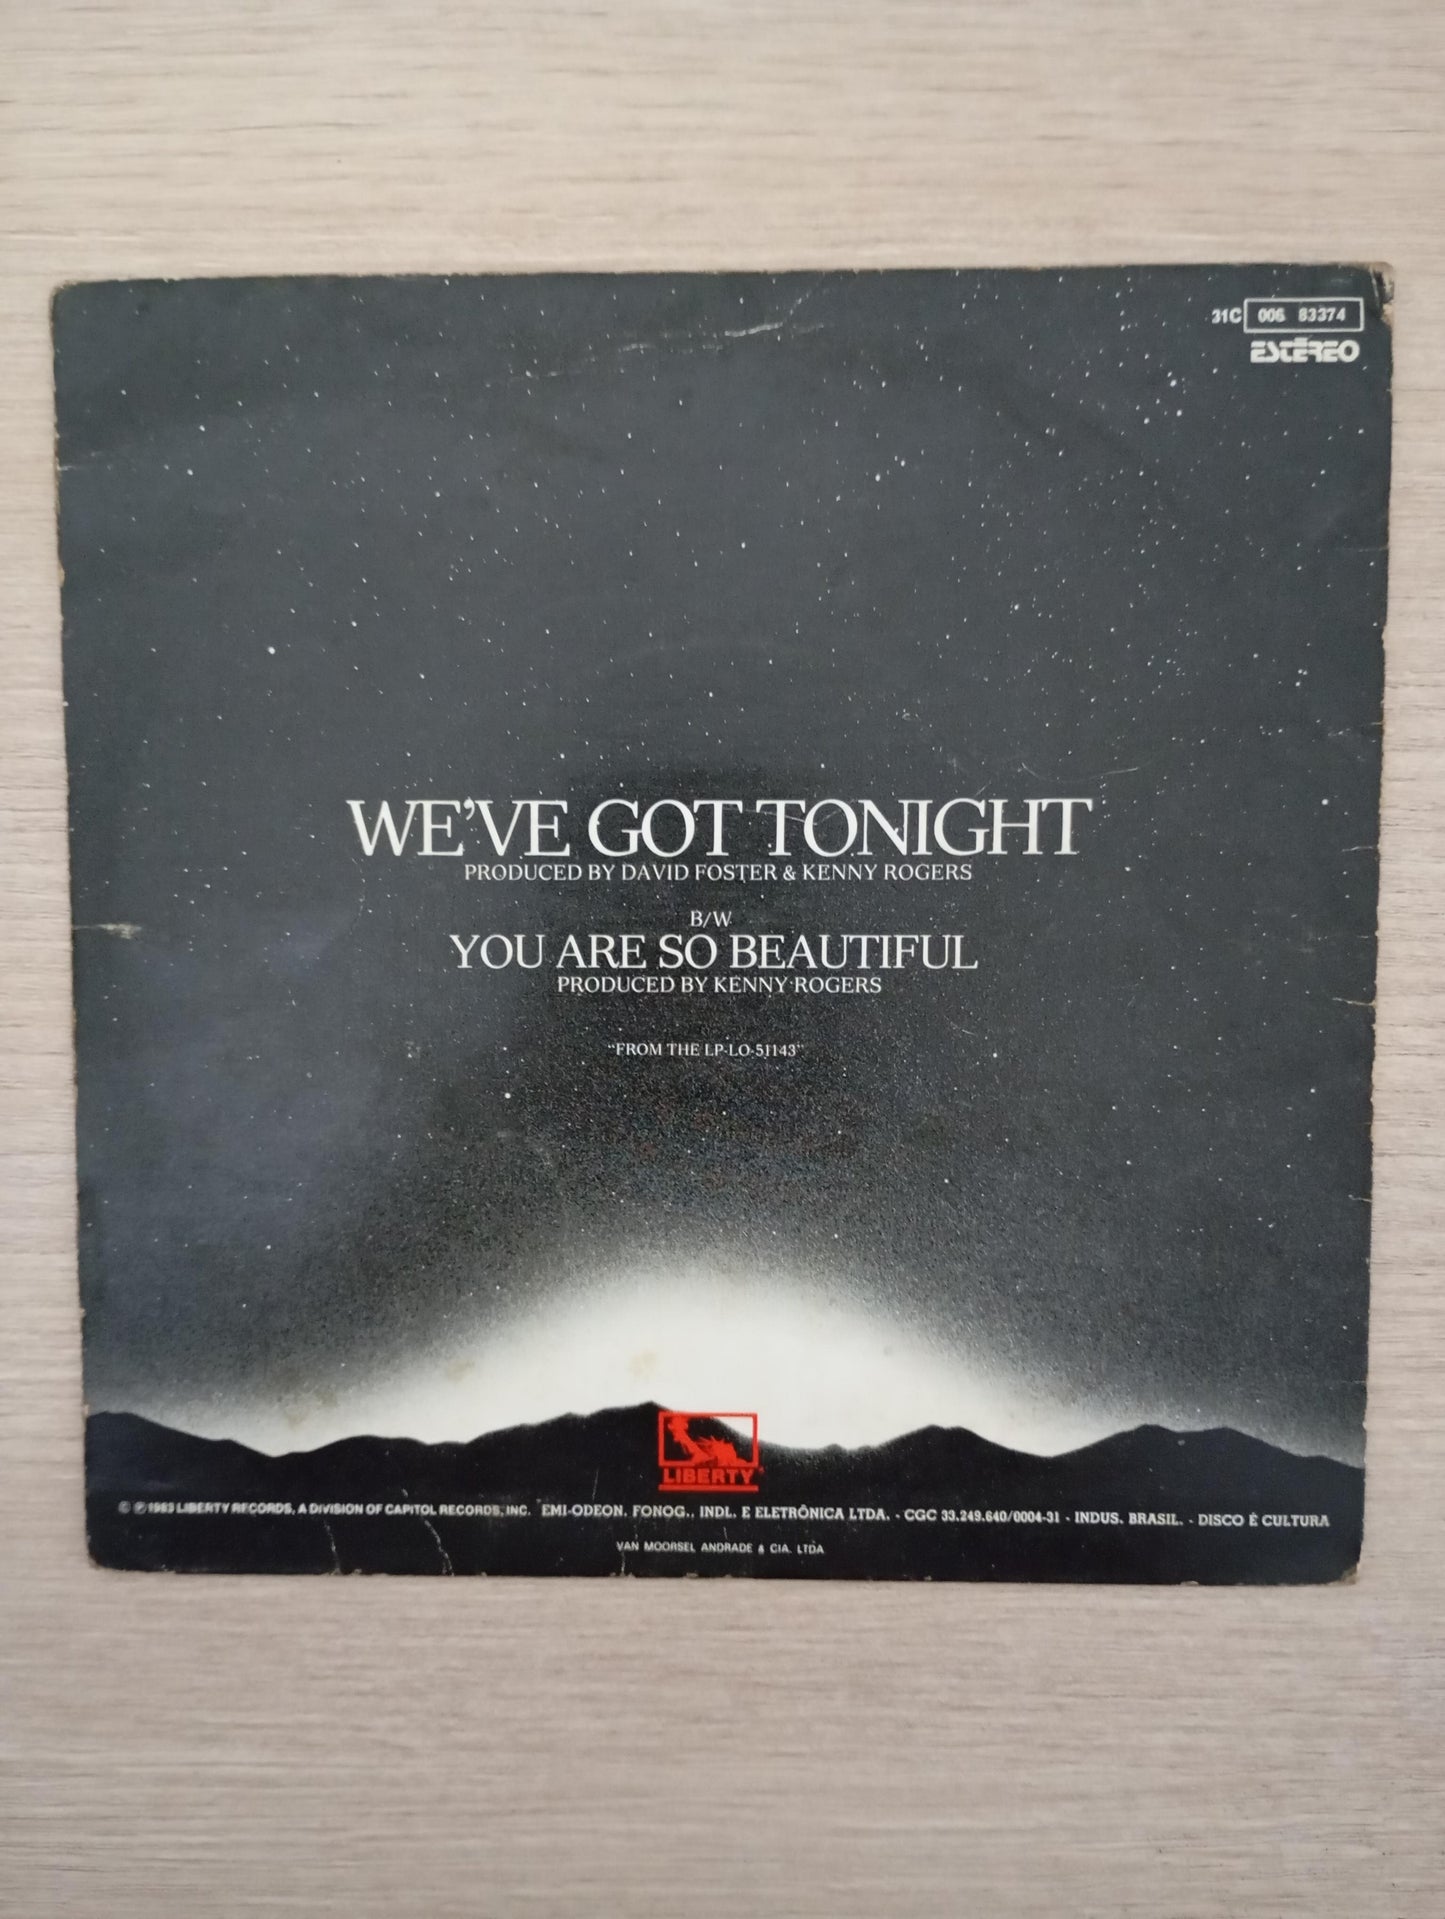 31C 006 83374
ESTÉREO
WE'VE GOT TONIGHT
PRODUCED BY DAVID FOSTER & KENNY ROGERS
B/W
YOU ARE SO BEAUTIFUL
PRODUCED BY KENNY ROGERS
"FROM THE LP-LO-51143"
LIBERTY®
© ℗ 1983 LIBERTY RECORDS, A DIVISION OF CAPITOL RECORDS, INC. EMI-ODEON, FONOG., INDL. E ELETRÔNICA LTDA. - CGC 33.249.640/0004-31 - INDUS. BRASIL. - DISCO É CULTURA
VAN MOORSEL ANDRADE & CIA. LTDA